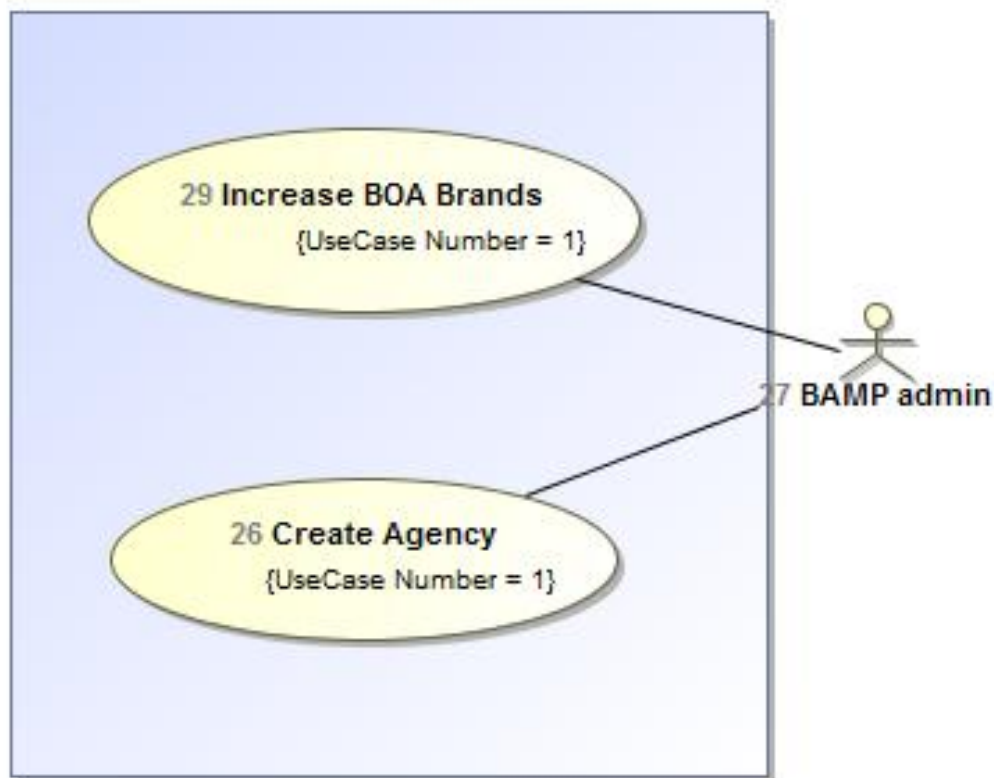 29 Increase BOA Brands
{UseCase Number = 1}
27 BAMP admin
26 Create Agency
{UseCase Number = 1}